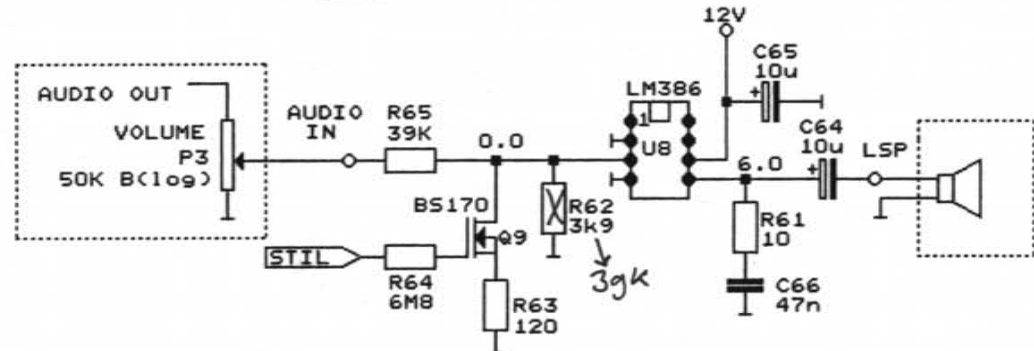 12V
C65
10u
AUDIO OUT
VOLUME
P3
50K B(log)
AUDIO
IN
R65
39K
0.0
LM386
1
U8
C64
10u
LSP
6.0
BS170
Q9
R62
3k9
39K
STIL
R64
6M8
R63
120
R61
10
C66
47n